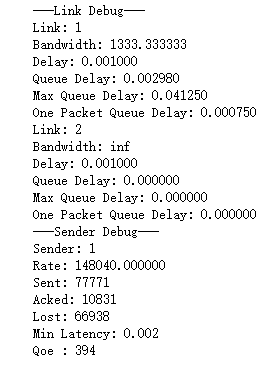 ---Link Debug---
Link: 1
Bandwidth: 1333.333333
Delay: 0.001000
Queue Delay: 0.002980
Max Queue Delay: 0.041250
One Packet Queue Delay: 0.000750
Link: 2
Bandwidth: inf
Delay: 0.001000
Queue Delay: 0.000000
Max Queue Delay: 0.000000
One Packet Queue Delay: 0.000000
---Sender Debug---
Sender: 1
Rate: 148040.000000
Sent: 77771
Acked: 10831
Lost: 66938
Min Latency: 0.002
Qoe : 394